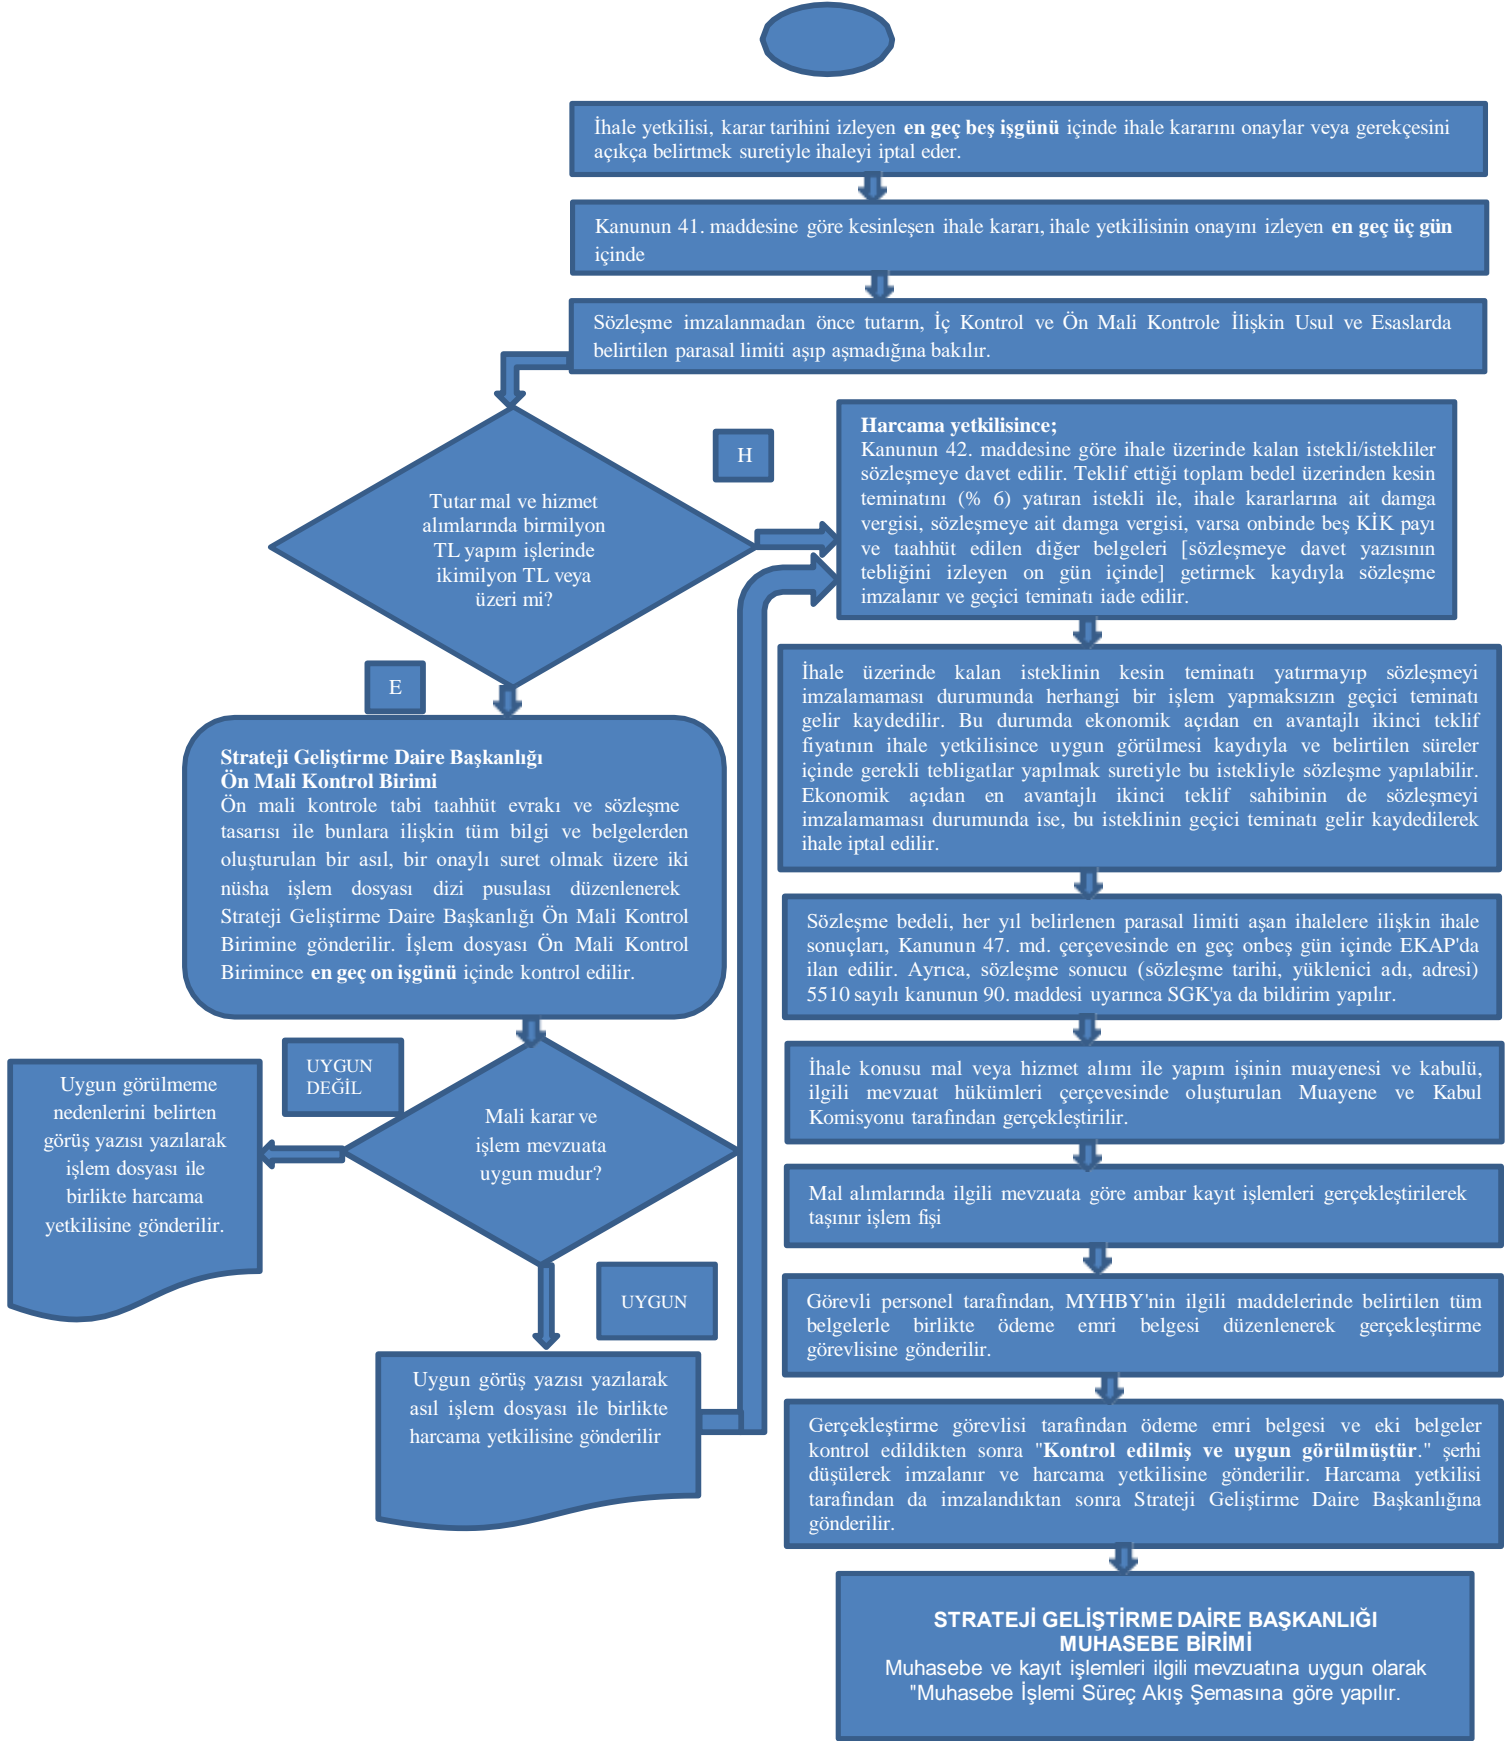 İhale yetkilisi, karar tarihini izleyen en geç beş işgünü içinde ihale kararını onaylar veya gerekçesini
açıkça belirtmek suretiyle ihaleyi iptal eder.
Kanunun 41. maddesine göre kesinleşen ihale kararı, ihale yetkilisinin onayını izleyen en geç üç gün
içinde
Sözleşme imzalanmadan önce tutarın, İç Kontrol ve Ön Mali Kontrole İlişkin Usul ve Esaslarda
belirtilen parasal limiti aşıp aşmadığına bakılır.
Tutar mal ve hizmet
alımlarında birmilyon
TL yapım işlerinde
ikimilyon TL veya
üzeri mi?
H
Harcama yetkilisince;
Kanunun 42. maddesine göre ihale üzerinde kalan istekli/istekliler
sözleşmeye davet edilir. Teklif ettiği toplam bedel üzerinden kesin
teminatını (% 6) yatıran istekli ile, ihale kararlarına ait damga
vergisi, sözleşmeye ait damga vergisi, varsa onbinde beş KİK payı
ve taahhüt edilen diğer belgeleri [sözleşmeye davet yazısının
tebliğini izleyen on gün içinde] getirmek kaydıyla sözleşme
imzalanır ve geçici teminatı iade edilir.
E
Strateji Geliştirme Daire Başkanlığı
Ön Mali Kontrol Birimi
Ön mali kontrole tabi taahhüt evrakı ve sözleşme
tasarısı ile bunlara ilişkin tüm bilgi ve belgelerden
oluşturulan bir asıl, bir onaylı suret olmak üzere iki
nüsha işlem dosyası dizi pusulası düzenlenerek
Strateji Geliştirme Daire Başkanlığı Ön Mali Kontrol
Birimine gönderilir. İşlem dosyası Ön Mali Kontrol
Birimince en geç on işgünü içinde kontrol edilir.
İhale üzerinde kalan isteklinin kesin teminatı yatırmayıp sözleşmeyi
imzalamaması durumunda herhangi bir işlem yapmaksızın geçici teminatı
gelir kaydedilir. Bu durumda ekonomik açıdan en avantajlı ikinci teklif
fiyatının ihale yetkilisince uygun görülmesi kaydıyla ve belirtilen süreler
içinde gerekli tebligatlar yapılmak suretiyle bu istekliyle sözleşme yapılabilir.
Ekonomik açıdan en avantajlı ikinci teklif sahibinin de sözleşmeyi
imzalamaması durumunda ise, bu isteklinin geçici teminatı gelir kaydedilerek
ihale iptal edilir.
Sözleşme bedeli, her yıl belirlenen parasal limiti aşan ihalelere ilişkin ihale
sonuçları, Kanunun 47. md. çerçevesinde en geç onbeş gün içinde EKAP'da
ilan edilir. Ayrıca, sözleşme sonucu (sözleşme tarihi, yüklenici adı, adresi)
5510 sayılı kanunun 90. maddesi uyarınca SGK'ya da bildirim yapılır.
UYGUN
DEĞİL
Mali karar ve
işlem mevzuata
uygun mudur?
Uygun görülmeme
nedenlerini belirten
görüş yazısı yazılarak
işlem dosyası ile
birlikte harcama
yetkilisine gönderilir.
İhale konusu mal veya hizmet alımı ile yapım işinin muayenesi ve kabulü,
ilgili mevzuat hükümleri çerçevesinde oluşturulan Muayene ve Kabul
Komisyonu tarafından gerçekleştirilir.
Mal alımlarında ilgili mevzuata göre ambar kayıt işlemleri gerçekleştirilerek
taşınır işlem fişi
UYGUN
Uygun görüş yazısı yazılarak
asıl işlem dosyası ile birlikte
harcama yetkilisine gönderilir
Görevli personel tarafından, MYHBY'nin ilgili maddelerinde belirtilen tüm
belgelerle birlikte ödeme emri belgesi düzenlenerek gerçekleştirme
görevlisine gönderilir.
Gerçekleştirme görevlisi tarafından ödeme emri belgesi ve eki belgeler
kontrol edildikten sonra "Kontrol edilmiş ve uygun görülmüştür." şerhi
düşülerek imzalanır ve harcama yetkilisine gönderilir. Harcama yetkilisi
tarafından da imzalandıktan sonra Strateji Geliştirme Daire Başkanlığına
gönderilir.
STRATEJİ GELİŞTİRME DAİRE BAŞKANLIĞI
MUHASEBE BİRİMİ
Muhasebe ve kayıt işlemleri ilgili mevzuatına uygun olarak
"Muhasebe İşlemi Süreç Akış Şemasına göre yapılır.